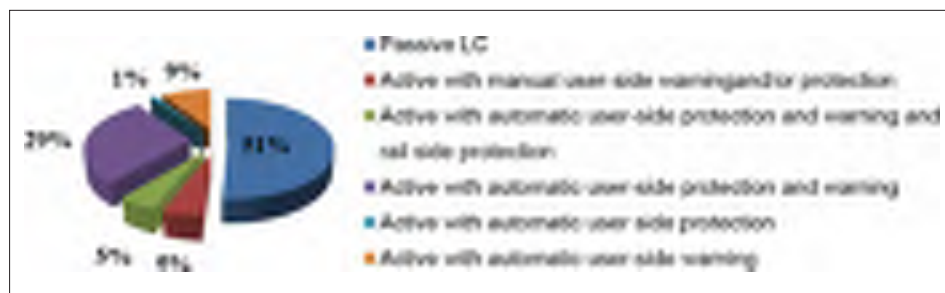 1% 9%
Passive LC
Active with manual user-side warningand/or protection
Active with automatic user-side protection and warning and
29%
51%
rail side protection
Active with automatic user-side protection and warning
Active with automatic user side protection
5% 6%
Active with automatic user-side warning